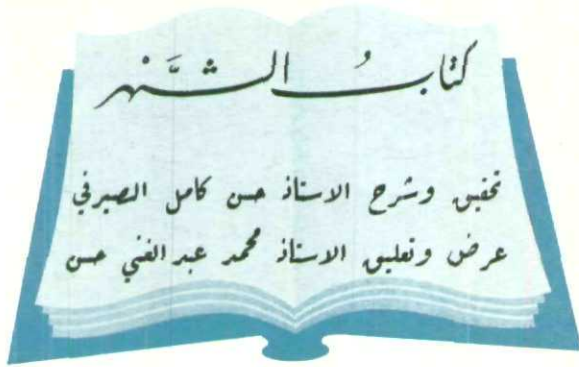 كتابُ الشَّهْر
تحقيق وشرح الاستاذ حسن كامل الصيرفي
عرض وتعليق الاستاذ محمد عبد الغني حسن